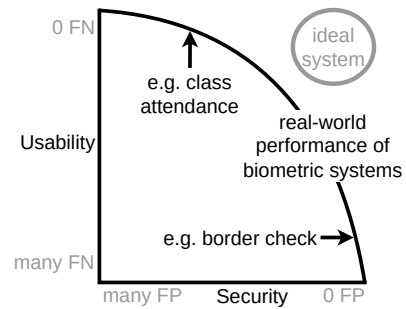 0 FN
ideal
system
e.g. class
attendance
Usability
real-world
performance of
biometric systems
e.g. border check
many FN
many FP
Security
0 FP